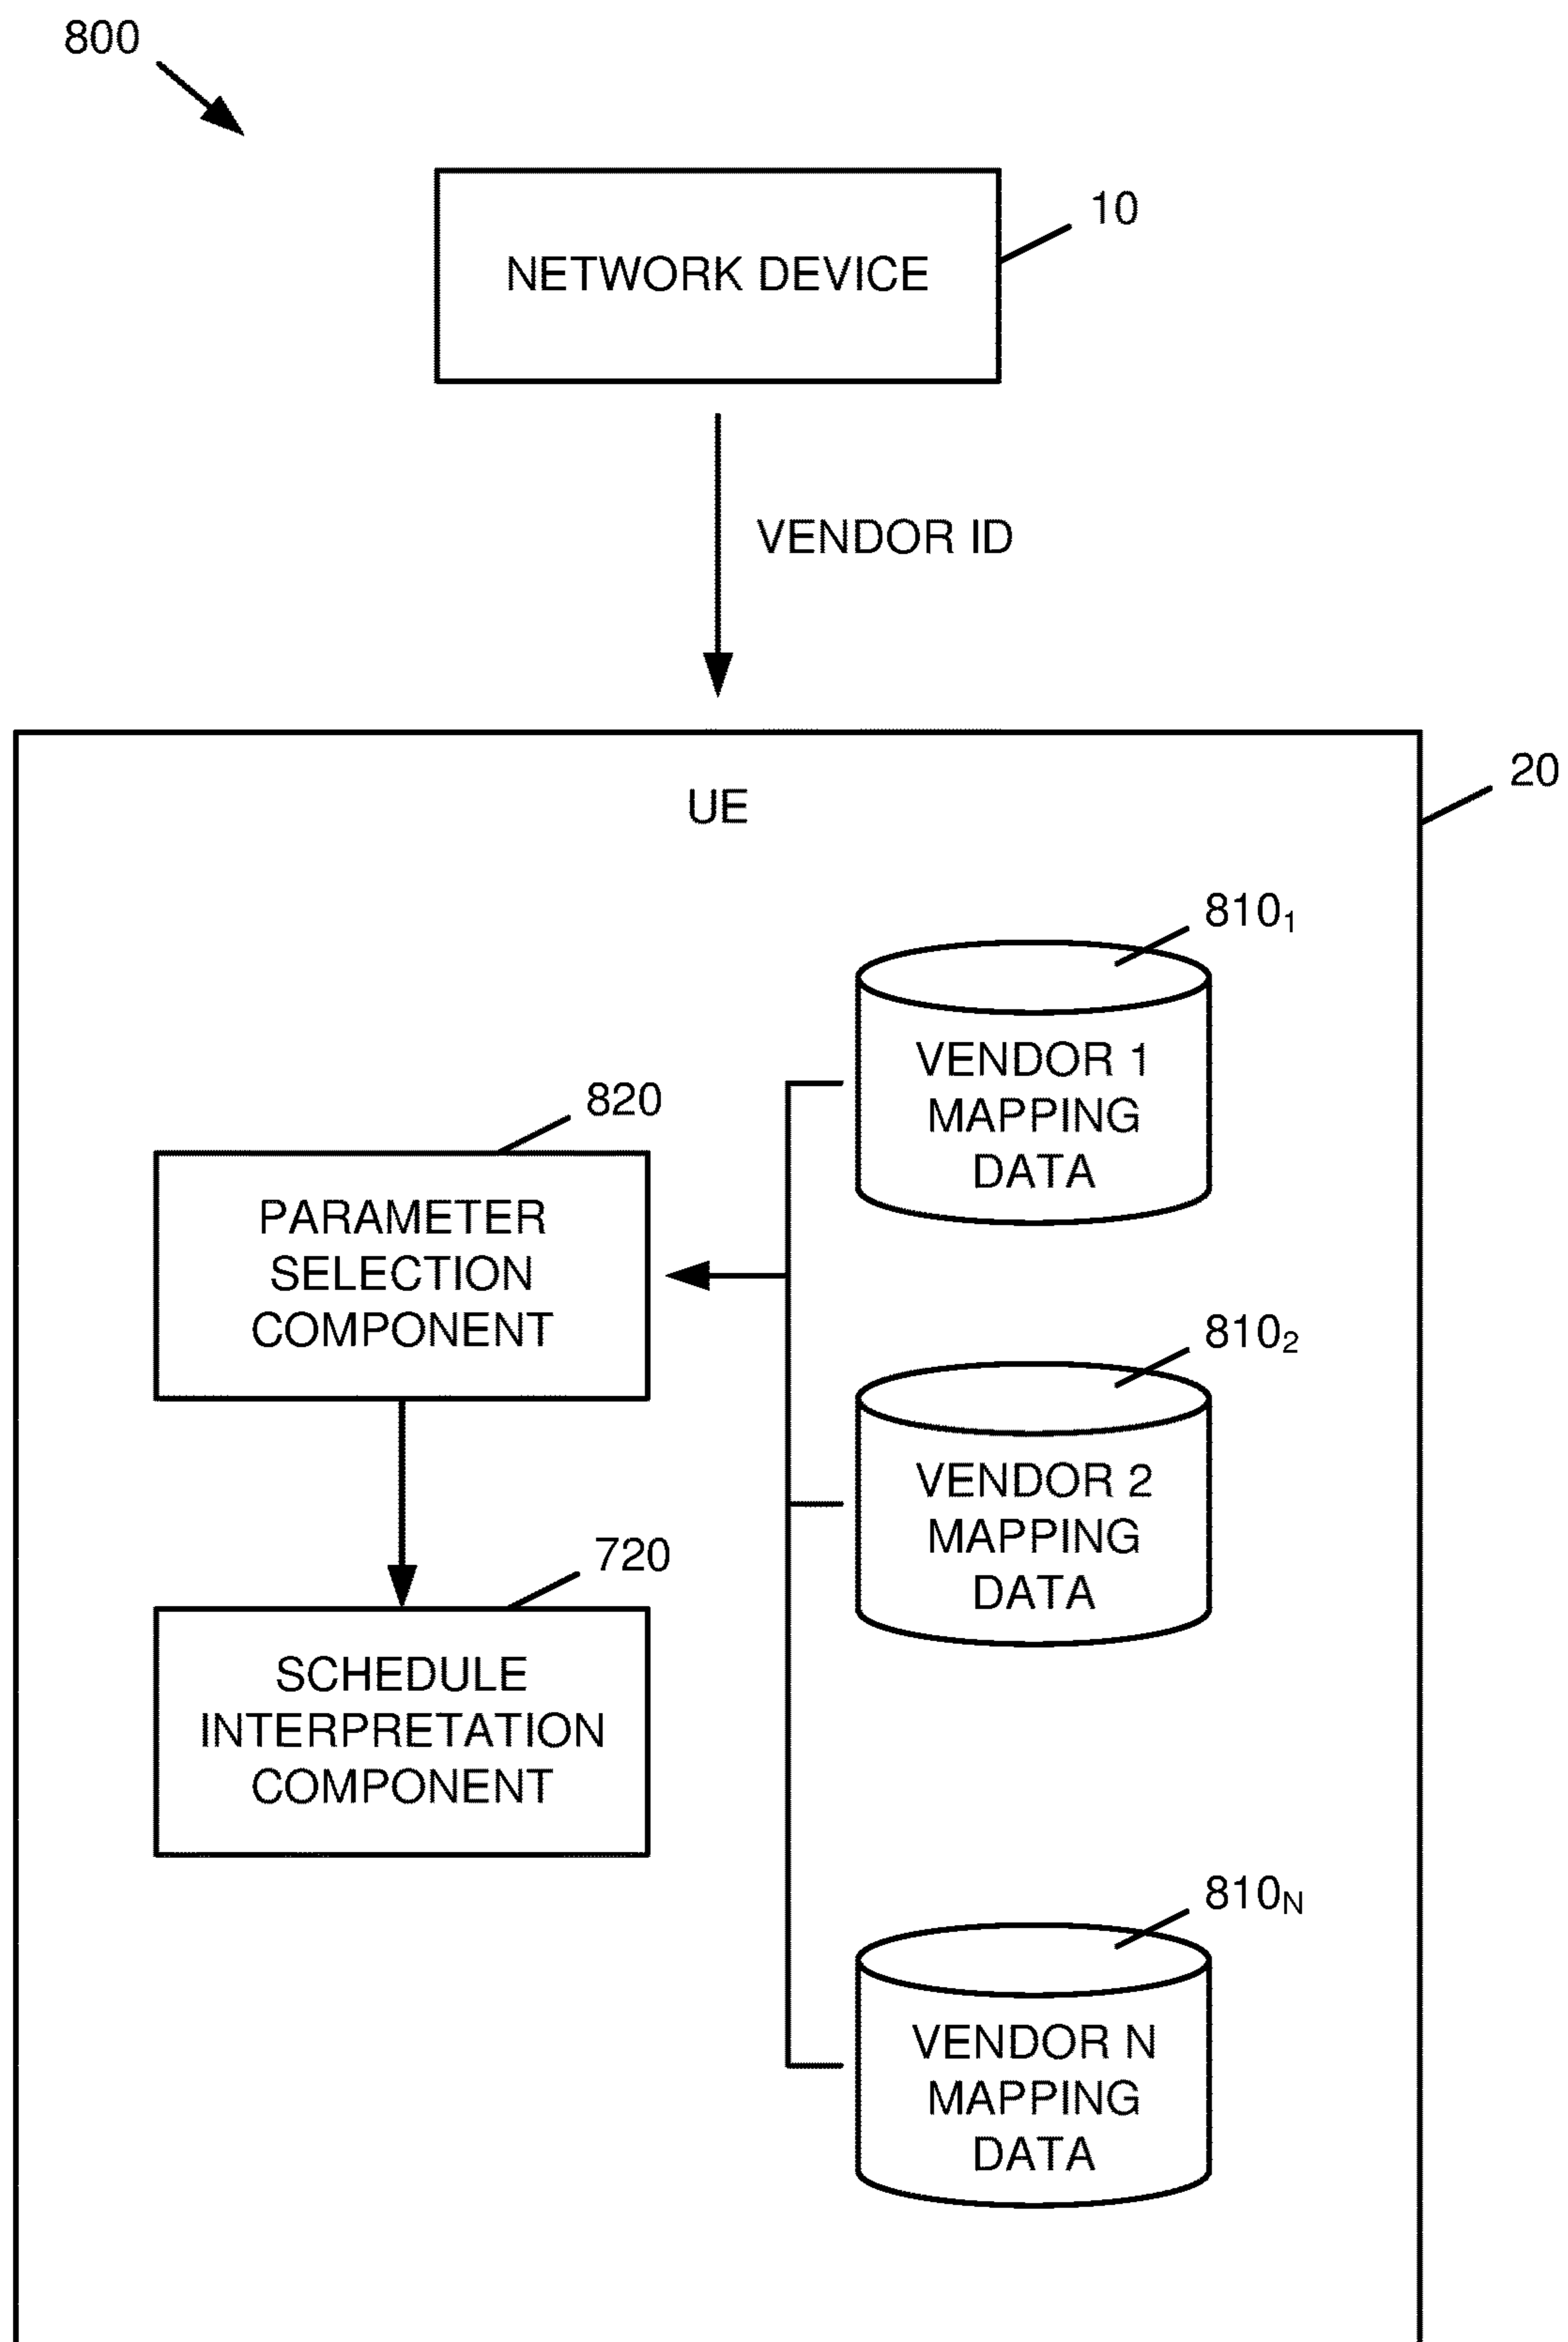 800
10
NETWORK DEVICE
VENDOR ID
20
UE
810₁
VENDOR 1
MAPPING
DATA
820
PARAMETER
SELECTION
COMPONENT
810₂
VENDOR 2
MAPPING
DATA
720
SCHEDULE
INTERPRETATION
COMPONENT
810N
VENDOR N
MAPPING
DATA